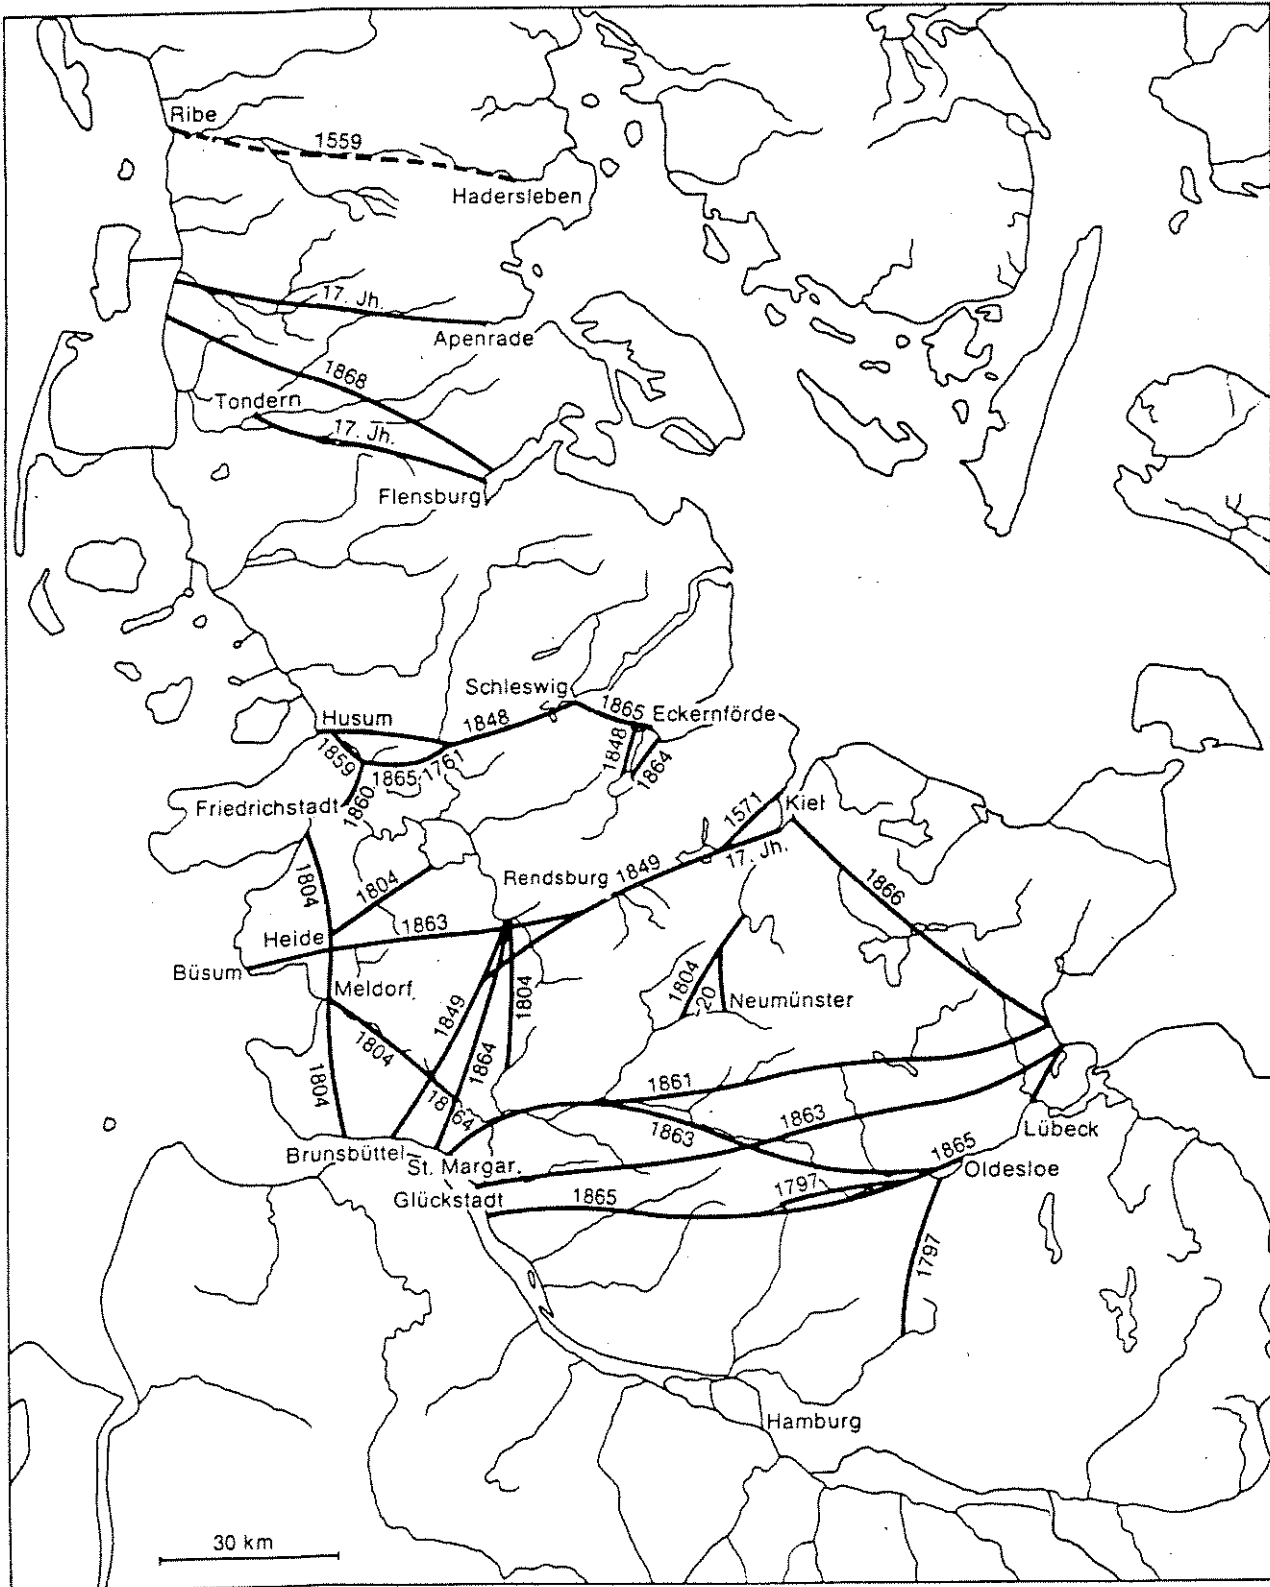 Ribe
1559
Hadersleben
17. Jh.
Apenrade
1868
Tondern
17. Jh.
Flensburg
Schleswig
1865
Eckernförde
Husum
1848
1859
1865
1761
1848
1864
1860
Friedrichstadt
1571
Kiel
17. Jh.
1849
Rendsburg
1804
1804
1866
1863
Heide
Büsum
Meldorf
1849
1804
1804
20
Neumünster
1804
1864
1804
1864
1861
1863
1863
Lübeck
Brunsbüttel
St. Margar.
1865
Oldesloe
Glückstadt
1865
1797
1797
Hamburg
30 km